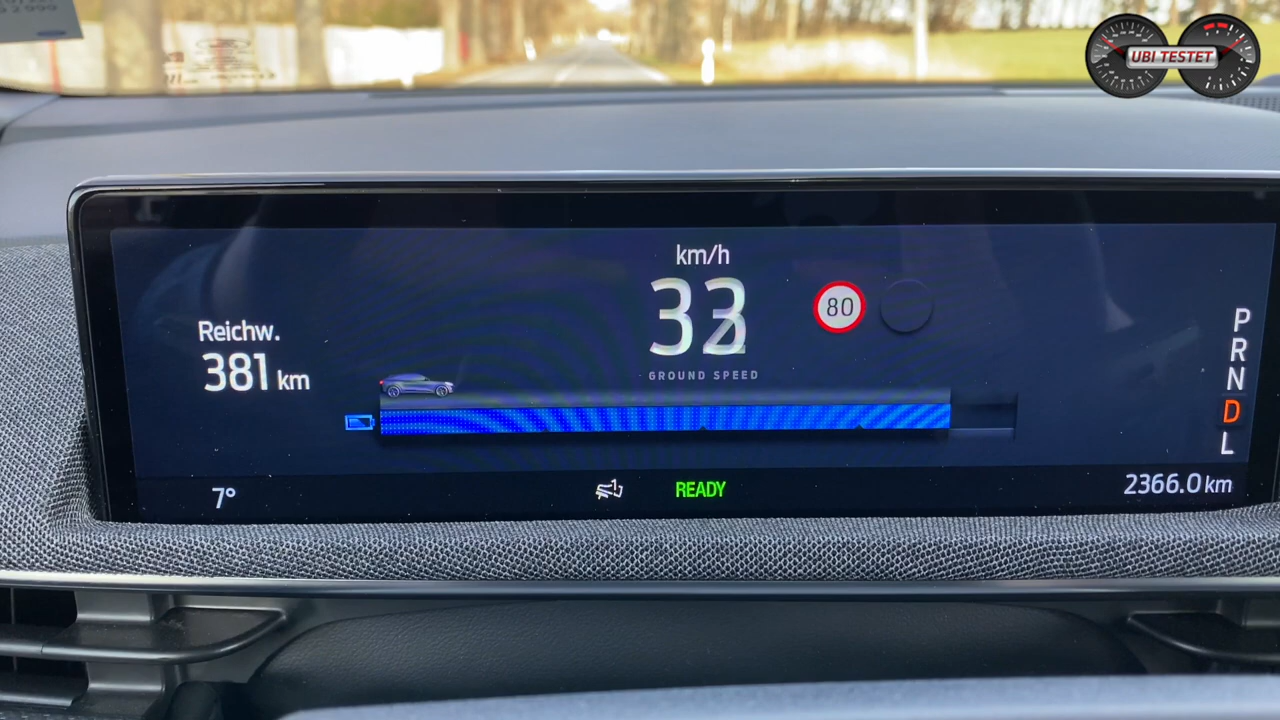 UBI TESTET
km/h
33
80
Reichw.
381 km
GROUND SPEED
P
R
N
D
L
7°
READY
2366.0 km